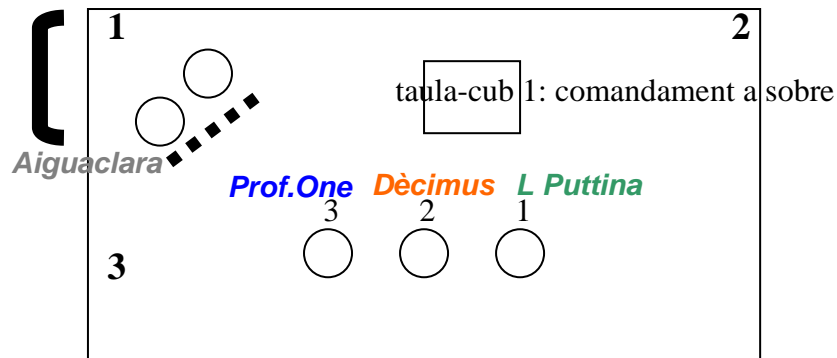 1
2
taula-cub 1: comandament a sobre
Aiguaclara
Prof.One
Dècimus
L Puttina
3
2
1
3